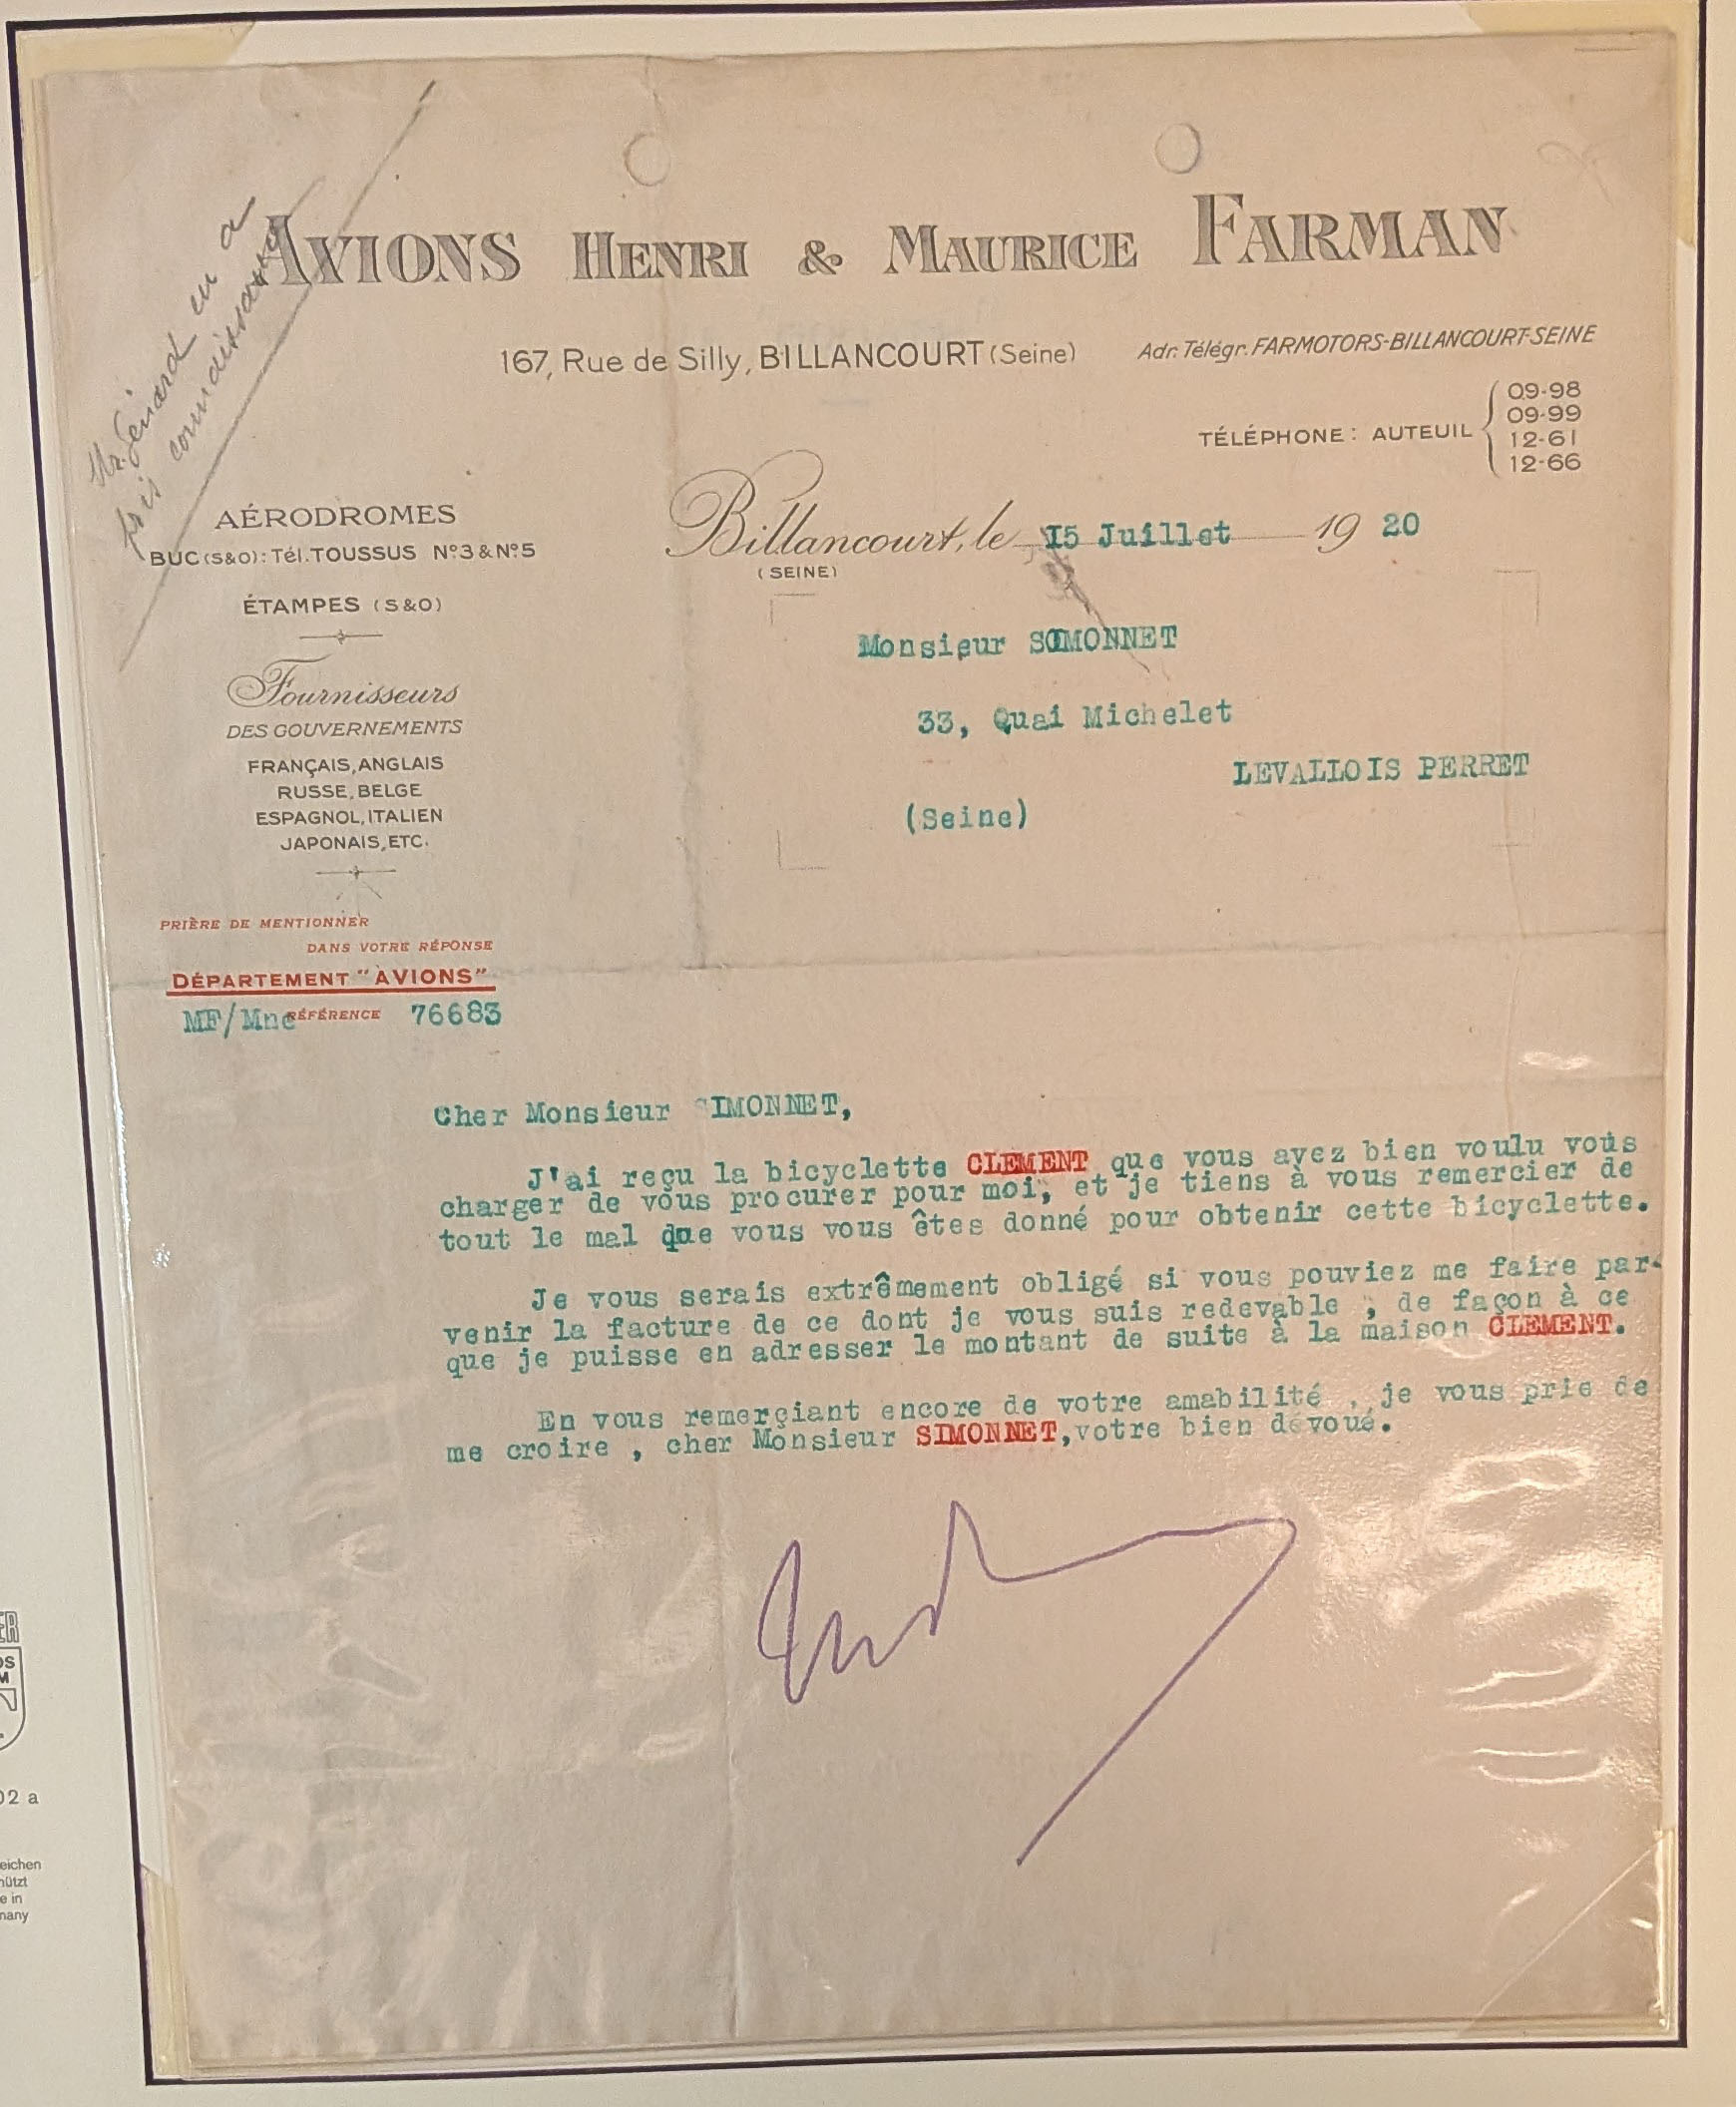 Mr. Génard en a
pris connaissance
AVIONS HENRI & MAURICE FARMAN
167, Rue de Silly, BILLANCOURT (Seine)
Adr. Télégr. FARMOTORS-BILLANCOURT-SEINE
TÉLÉPHONE: AUTEUIL
09-98
09-99
12-61
12-66
AÉRODROMES
BUC (S&O): Tél. TOUSSUS N°3 & N°5
ÉTAMPES (S&O)
Fournisseurs
DES GOUVERNEMENTS
FRANÇAIS, ANGLAIS
RUSSE, BELGE
ESPAGNOL, ITALIEN
JAPONAIS, ETC.
PRIÈRE DE MENTIONNER
DANS VOTRE RÉPONSE
DÉPARTEMENT "AVIONS"
MF/Mne RÉFÉRENCE 76683
Billancourt, le 15 Juillet 1920
(SEINE)
Monsieur SIMONNET
33, Quai Michelet
LEVALLOIS PERRET
(Seine)
Cher Monsieur SIMONNET,
J'ai reçu la bicyclette CLEMENT que vous avez bien voulu vous
charger de vous procurer pour moi, et je tiens à vous remercier de
tout le mal que vous vous êtes donné pour obtenir cette bicyclette.
Je vous serais extrêmement obligé si vous pouviez me faire par-
venir la facture de ce dont je vous suis redevable , de façon à ce
que je puisse en adresser le montant de suite à la maison CLEMENT.
En vous remerçiant encore de votre amabilité , je vous prie de
me croire , cher Monsieur SIMONNET,votre bien dévoué.
02 a
eichen
hützt
e in
many